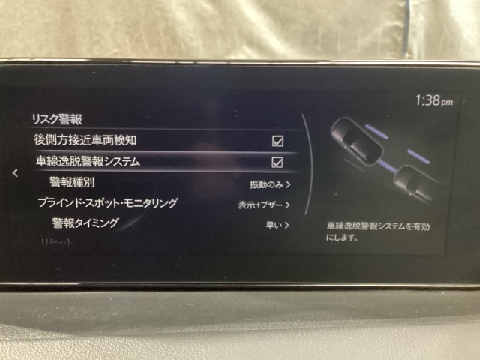 1:38 pm
リスク警報
後側方接近車両検知
車線逸脱警報システム
警報種別 振動のみ
ブラインド・スポット・モニタリング 表示+ブザー
警報タイミング 早い
車線逸脱警報システムを有効
にします。